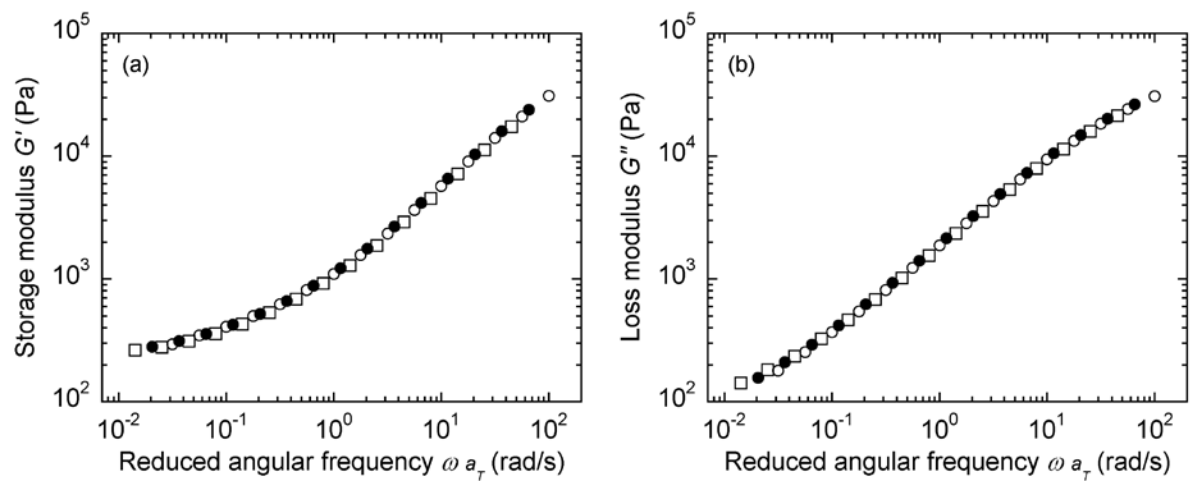 (a)
10^5
10^4
10^3
10^2
Storage modulus G′ (Pa)
10^-2 10^-1 10^0 10^1 10^2
Reduced angular frequency ω a_T (rad/s)
(b)
10^5
10^4
10^3
10^2
Loss modulus G″ (Pa)
10^-2 10^-1 10^0 10^1 10^2
Reduced angular frequency ω a_T (rad/s)